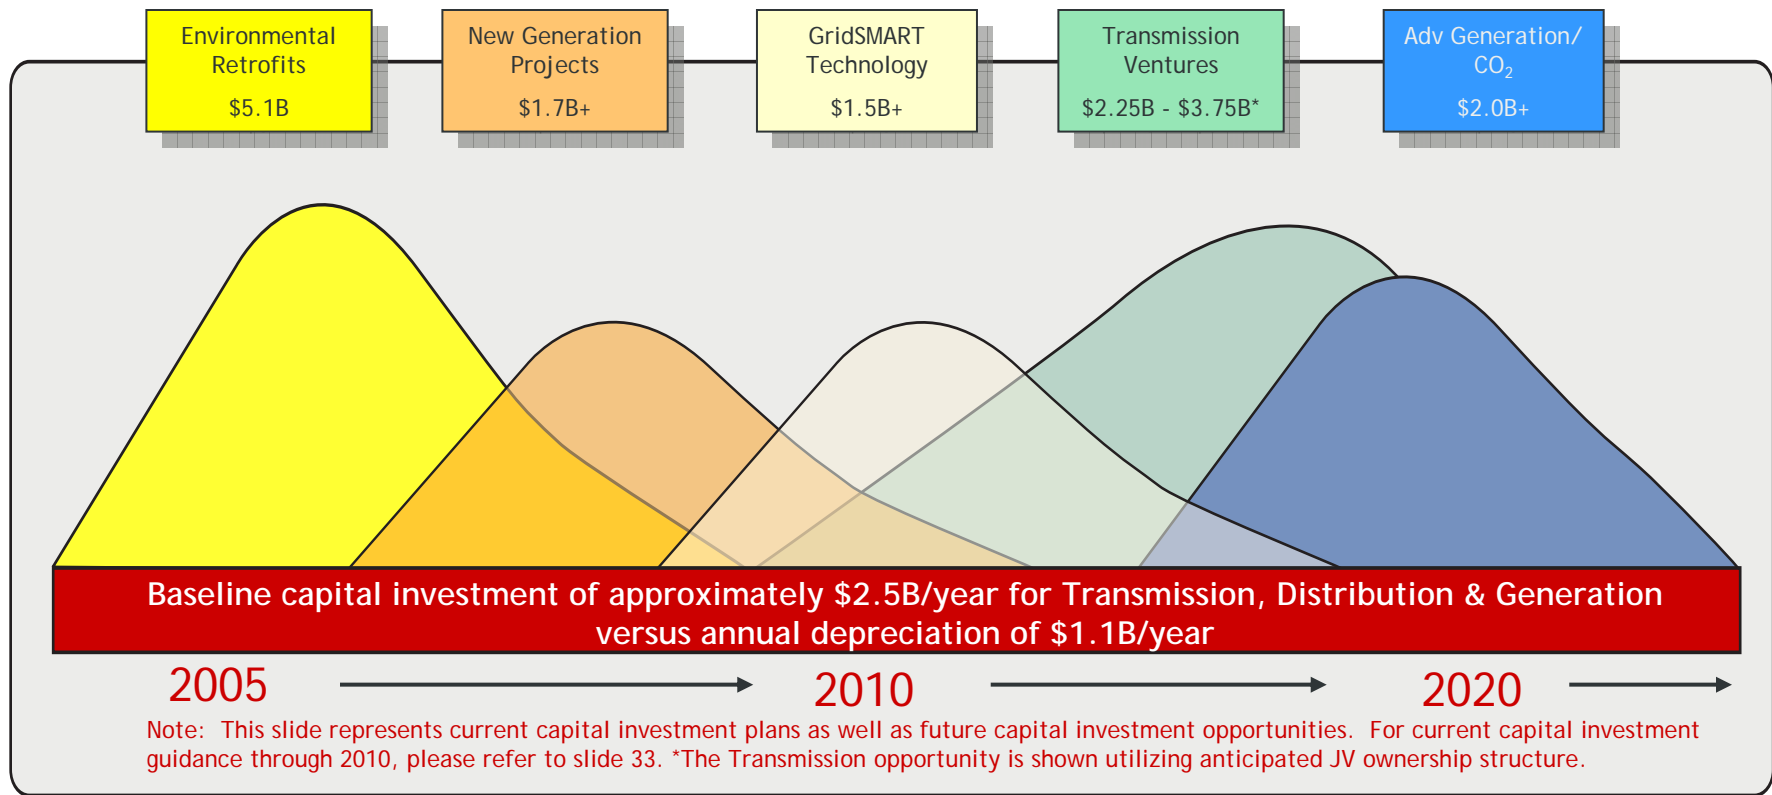 Environmental
Retrofits
$5.1B
New Generation
Projects
$1.7B+
GridSMART
Technology
$1.5B+
Transmission
Ventures
$2.25B - $3.75B*
Adv Generation/
CO₂
$2.0B+
Baseline capital investment of approximately $2.5B/year for Transmission, Distribution & Generation
versus annual depreciation of $1.1B/year
2005
2010
2020
Note: This slide represents current capital investment plans as well as future capital investment opportunities. For current capital investment
guidance through 2010, please refer to slide 33. *The Transmission opportunity is shown utilizing anticipated JV ownership structure.